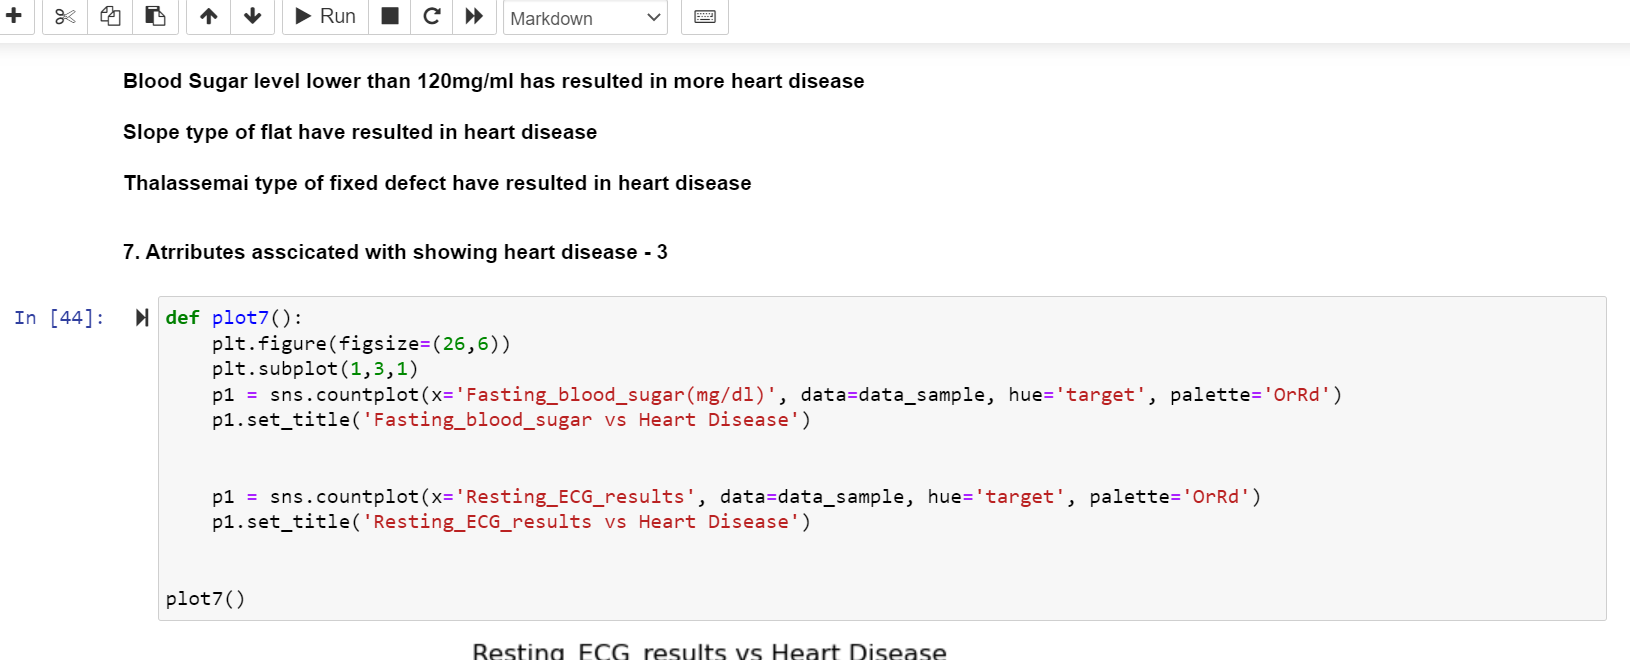 Run
Markdown
Blood Sugar level lower than 120mg/ml has resulted in more heart disease
Slope type of flat have resulted in heart disease
Thalassemai type of fixed defect have resulted in heart disease
7. Atrributes asscicated with showing heart disease - 3
In [44]:
def plot7():
    plt.figure(figsize=(26,6))
    plt.subplot(1,3,1)
    p1 = sns.countplot(x='Fasting_blood_sugar(mg/dl)', data=data_sample, hue='target', palette='OrRd')
    p1.set_title('Fasting_blood_sugar vs Heart Disease')
    p1 = sns.countplot(x='Resting_ECG_results', data=data_sample, hue='target', palette='OrRd')
    p1.set_title('Resting_ECG_results vs Heart Disease')
plot7()
Resting_ECG_results vs Heart Disease